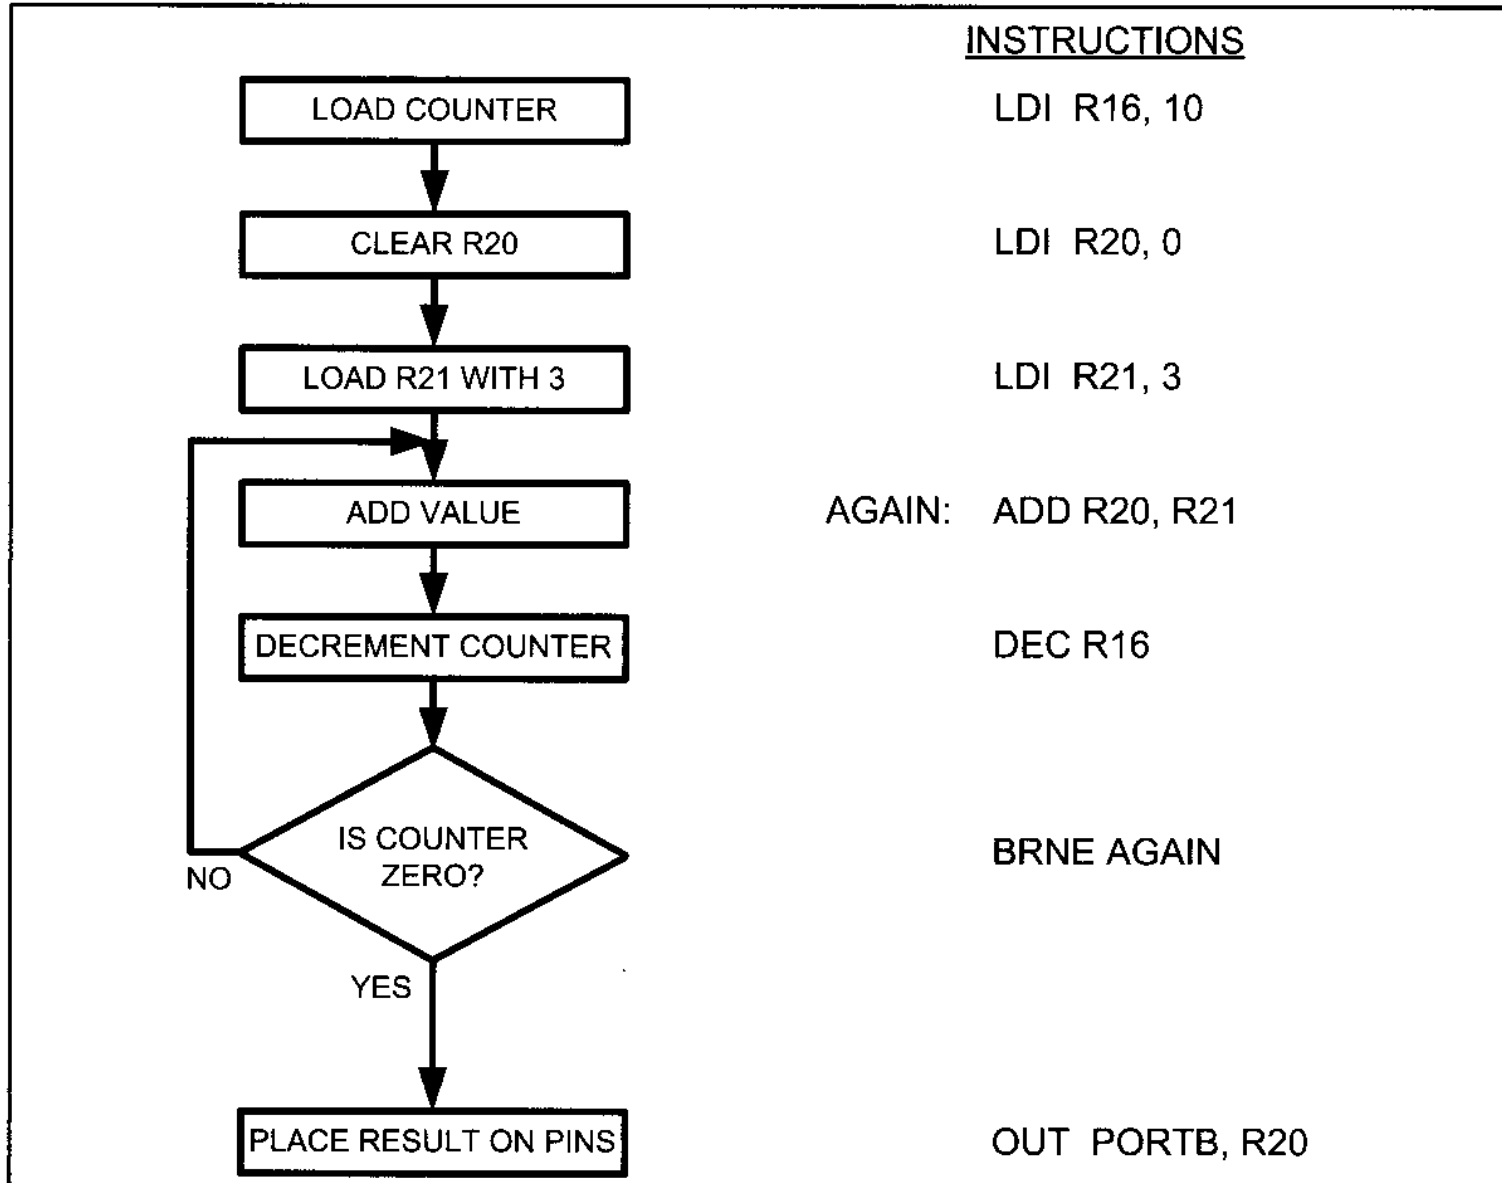 INSTRUCTIONS
LOAD COUNTER
LDI R16, 10
CLEAR R20
LDI R20, 0
LOAD R21 WITH 3
LDI R21, 3
ADD VALUE
AGAIN: ADD R20, R21
DECREMENT COUNTER
DEC R16
IS COUNTER
ZERO?
BRNE AGAIN
NO
YES
PLACE RESULT ON PINS
OUT PORTB, R20